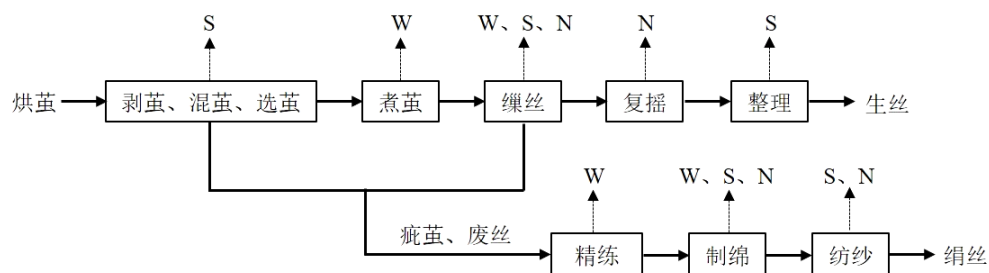 S W W、S、N N S
烘茧 剥茧、混茧、选茧 煮茧 缫丝 复摇 整理 生丝
W W、S、N S、N
疵茧、废丝
精练 制绵 纺纱 绢丝